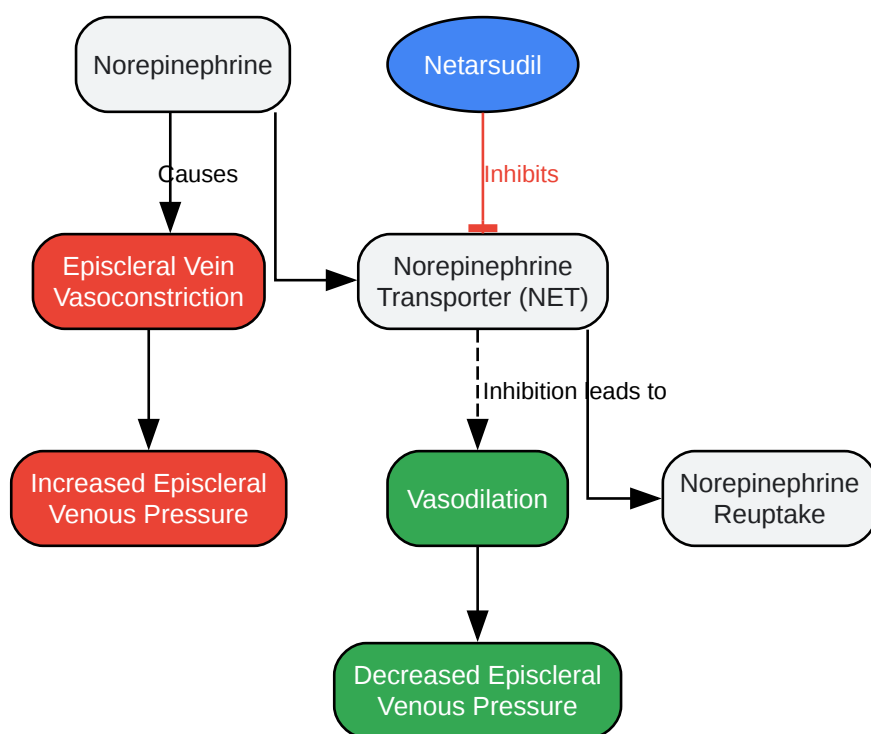 Norepinephrine
Netarsudil
Causes
Inhibits
Episcleral Vein
Vasoconstriction
Norepinephrine
Transporter (NET)
Inhibition leads to
Increased Episcleral
Venous Pressure
Vasodilation
Norepinephrine
Reuptake
Decreased Episcleral
Venous Pressure